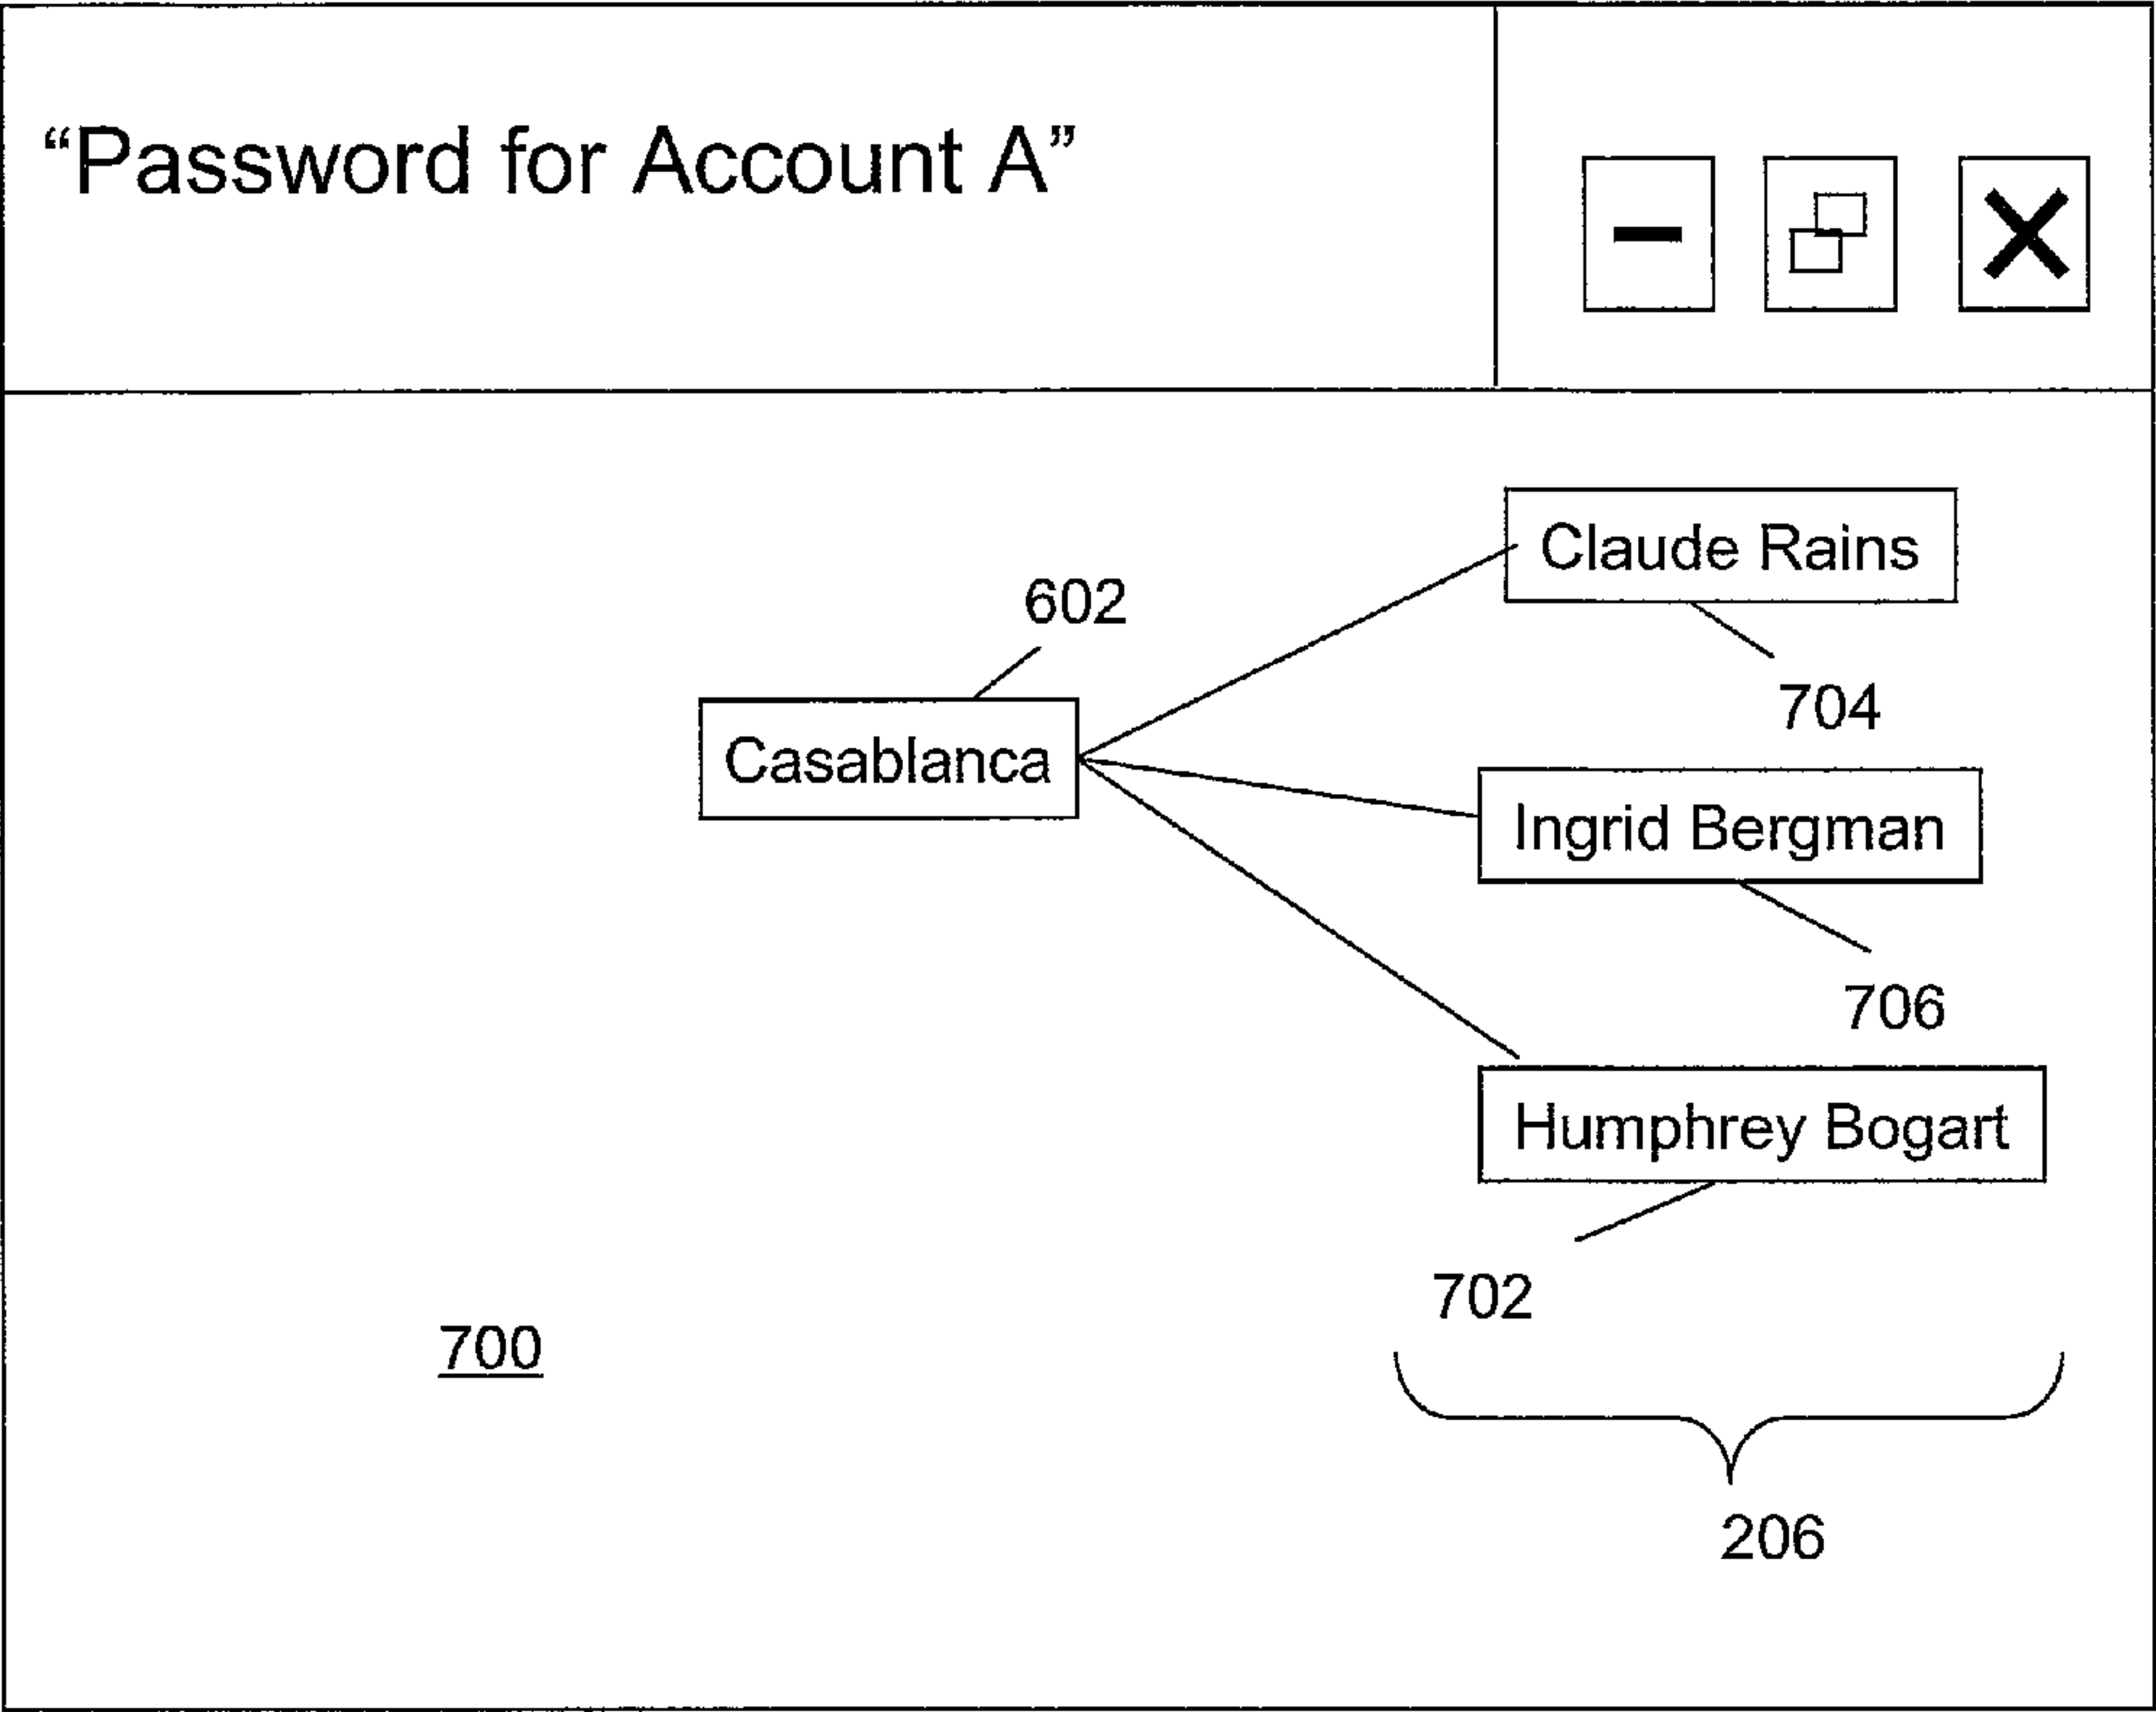 “Password for Account A”
Claude Rains
602
704
Casablanca
Ingrid Bergman
706
Humphrey Bogart
702
700
206